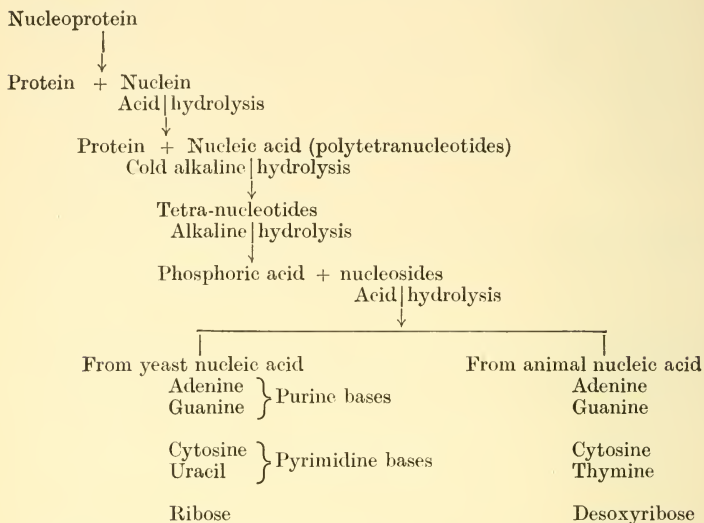 Nucleoprotein
Protein + Nuclein
Acid hydrolysis
Protein + Nucleic acid (polytetranucleotides)
Cold alkaline hydrolysis
Tetra-nucleotides
Alkaline hydrolysis
Phosphoric acid + nucleosides
Acid hydrolysis
From yeast nucleic acid From animal nucleic acid
Adenine } Purine bases Adenine
Guanine Guanine
Cytosine } Pyrimidine bases Cytosine
Uracil Thymine
Ribose Desoxyribose